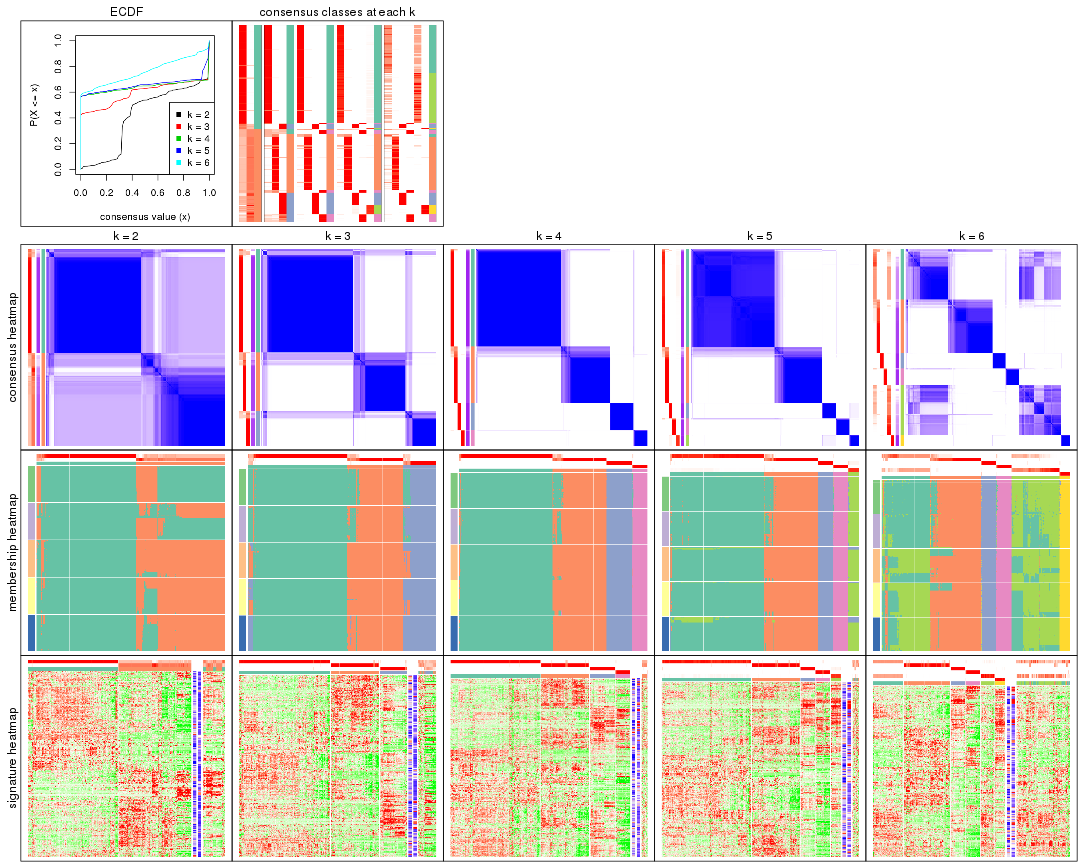 ECDF
consensus classes at each k
P(X <= x)
0.0 0.2 0.4 0.6 0.8 1.0
k = 2
k = 3
k = 4
k = 5
k = 6
0.0 0.2 0.4 0.6 0.8 1.0
consensus value (x)
k = 2 k = 3 k = 4 k = 5 k = 6
consensus heatmap
membership heatmap
signature heatmap